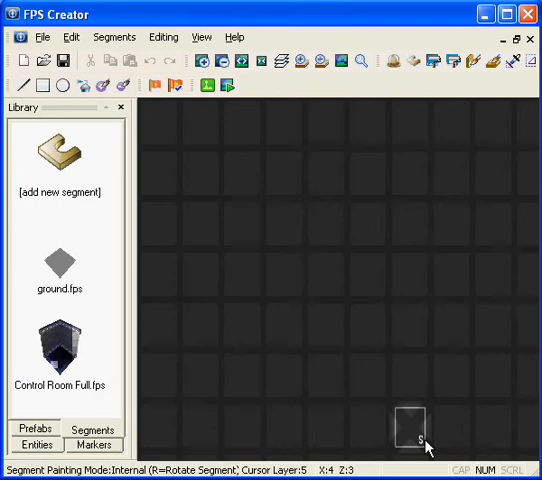 FPS Creator
File Edit Segments Editing View Help
Library
[add new segment]
ground.fps
Control Room Full.fps
Prefabs Segments
Entities Markers
S
Segment Painting Mode:Internal (R=Rotate Segment) Cursor Layer:5 X:4 Z:3 CAP NUM SCRL